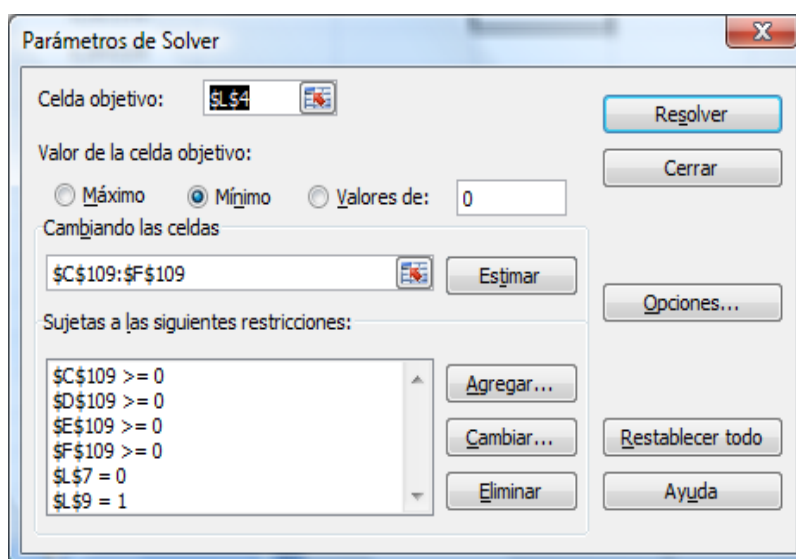 Parámetros de Solver
X
Celda objetivo: $L$4
Resolver
Valor de la celda objetivo:
Cerrar
Máximo Mínimo Valores de: 0
Cambiando las celdas
$C$109:$F$109 Estimar
Opciones...
Sujetas a las siguientes restricciones:
$C$109 >= 0
$D$109 >= 0
$E$109 >= 0
$F$109 >= 0
$L$7 = 0
$L$9 = 1
Agregar...
Cambiar... Restablecer todo
Eliminar Ayuda